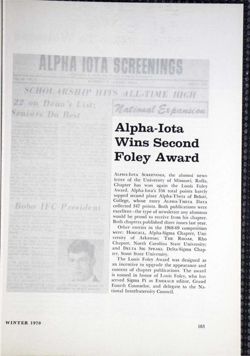 SCHOLARSHIP HITS ALL-TIME HIGH
ALPHA IOTA SCREENINGS
22 on Dean's List;
Seniors Do Best
National Expansion
Alpha-Iota
Wins Second
Foley Award
ALPHA-IOTA SCREENINGS, the alumni news
letter of the University of Missouri, Rolla,
Chapter has won again the Louis Foley
Award. Alpha-Iota's 356 total points barely
topped second place Alpha-Theta of
College, whose entry ALPHA-THETA DATA
collected 342 points. Both publications were
excellent—the type of newsletter any alumnus
would be proud to receive from his chapter.
Both chapters published three issues last year.
Other entries in the 1968-69 competition
were: Alpha-Sigma Chapter, Uni-
versity of Arkansas; THE Rho
Chapter, North Carolina State University;
and DELTA SIG Delta-Sigma Chap-
ter, State University.
The Louis Foley Award was designed as
an incentive to upgrade the appearance and
content of chapter publications. The award
is named in honor of Louis Foley, who has
served Sigma Pi as EMERALD editor, Grand
Fourth Counselor, and delegate to the Na-
tional Interfraternity Council.
Bobo IFC President
WINTER 1970
103